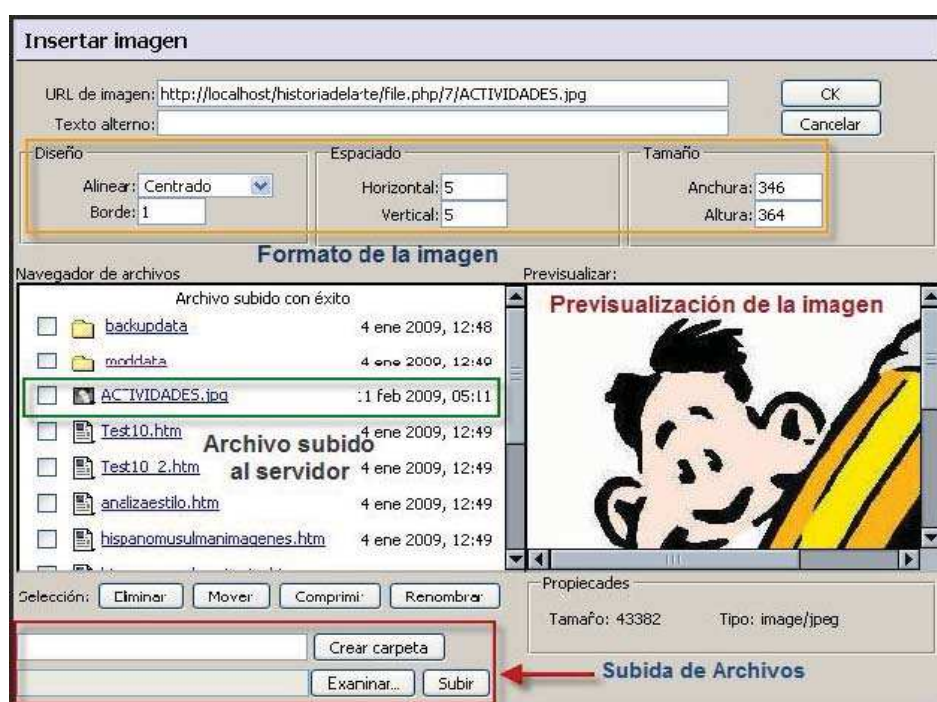 Insertar imagen
URL de imagen: http://localhost/historiadelarte/file.php/7/ACTIVIDADES.jpg
OK
Texto alterno:
Cancelar
Diseño
Espaciado
Tamaño
Alinear: Centrado
Horizontal: 5
Anchura: 346
Borde: 1
Vertical: 5
Altura: 364
Formato de la imagen
Navegador de archivos
Previsualizar:
Archivo subido con éxito
Previsualización de la imagen
backupdata 4 ene 2009, 12:48
moddata 4 ene 2009, 12:49
ACTIVIDADES.jpg 11 feb 2009, 05:11
Test10.htm 4 ene 2009, 12:49
Archivo subido
al servidor
Test10_2.htm 4 ene 2009, 12:49
analizaestilo.htm 4 ene 2009, 12:49
hispanomusulmanimagenes.htm 4 ene 2009, 12:49
Selección: Eliminar Mover Comprimir Renombrar
Propiedades
Tamaño: 43382 Tipo: image/jpeg
Crear carpeta
Examinar... Subir
Subida de Archivos